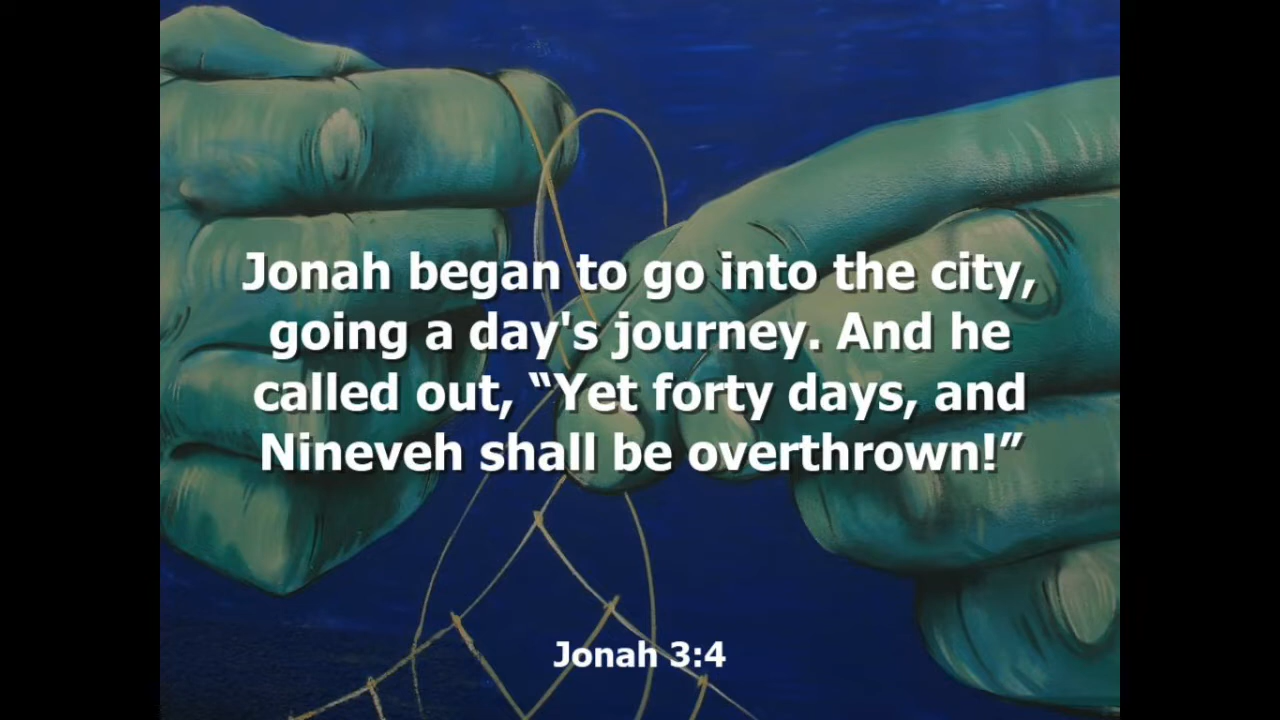 Jonah began to go into the city,
going a day's journey. And he
called out, “Yet forty days, and
Nineveh shall be overthrown!”
Jonah 3:4